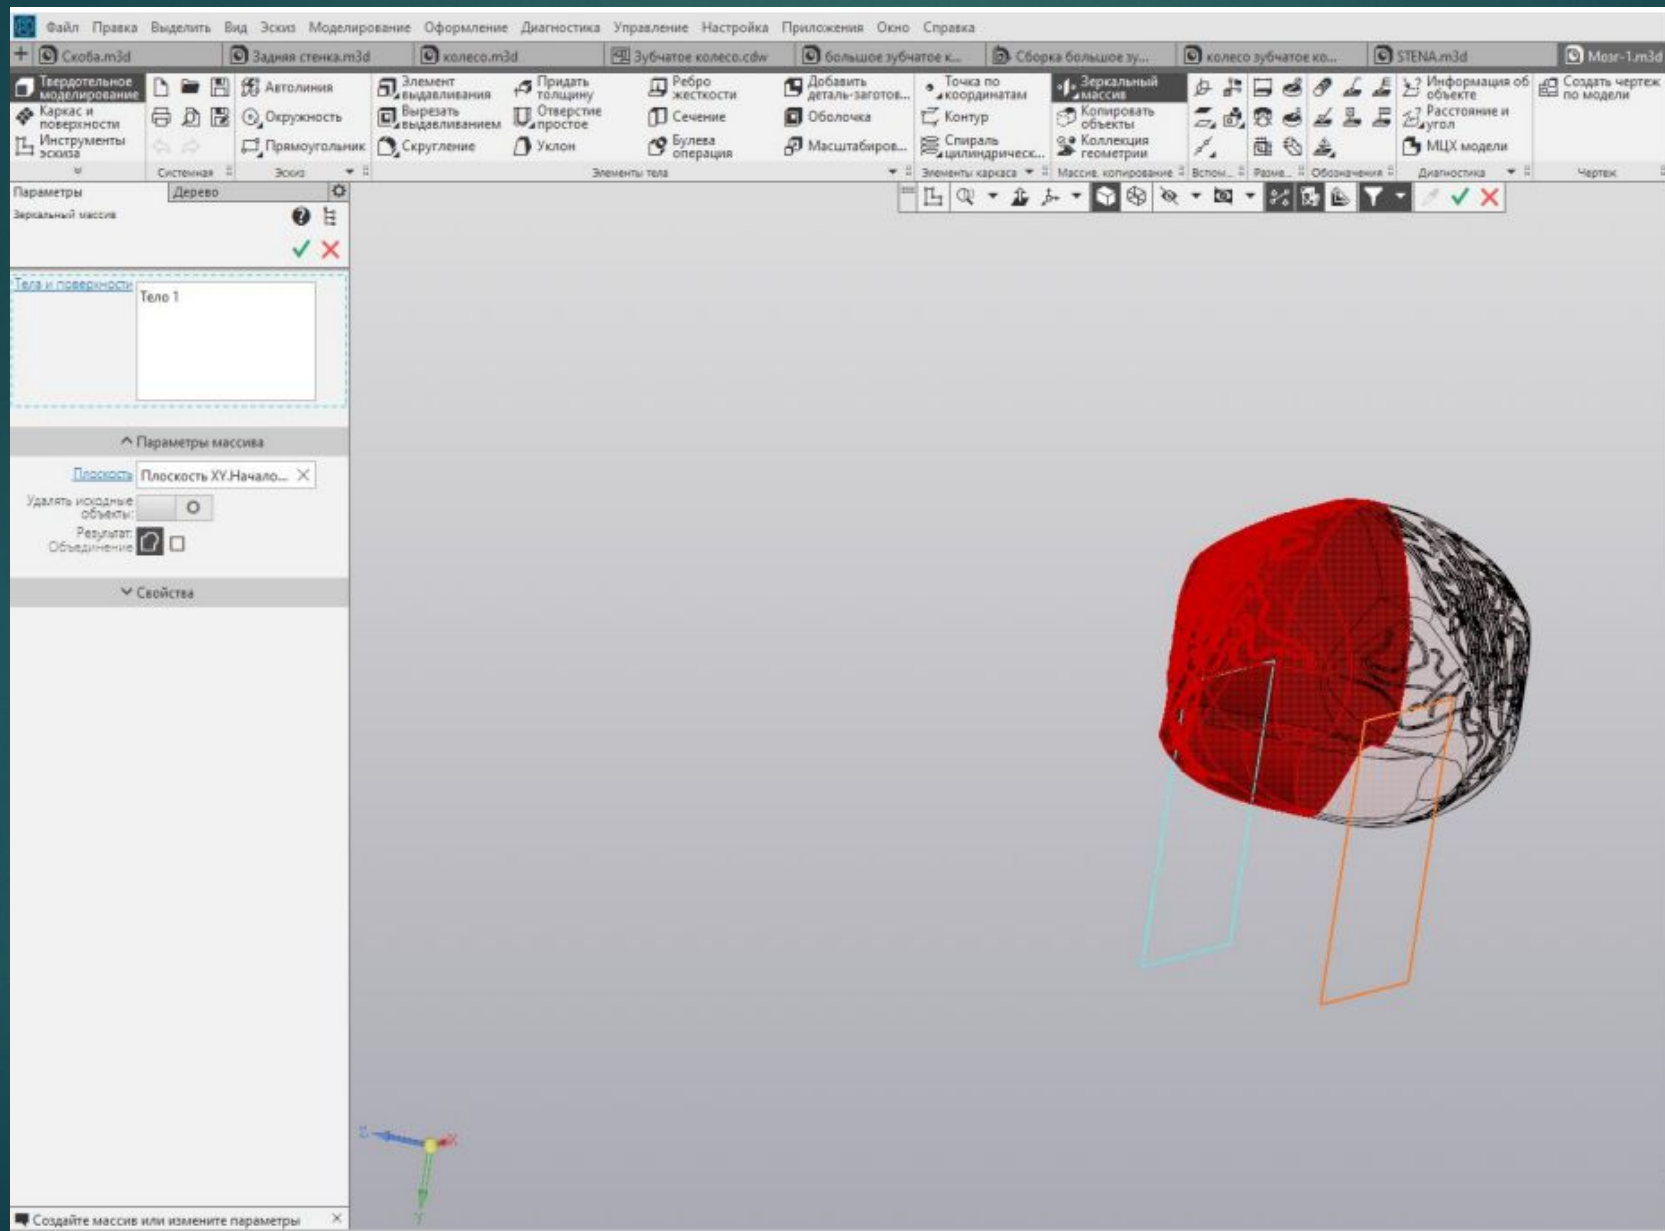 Файл Правка Выделить Вид Эскиз Моделирование Оформление Диагностика Управление Настройка Приложения Окно Справка
+ Скоба.m3d Задняя стенка.m3d колесо.m3d Зубчатое колесо.cdw большое зубчатое к... Сборка большое зу... колесо зубчатое ко... STENA.m3d Мозг-1.m3d
Твердотельное моделирование
Каркас и поверхности
Инструменты эскиза
Системная
Автолиния
Окружность
Прямоугольник
Эскиз
Элемент выдавливания
Вырезать выдавливанием
Скругление
Придать толщину
Отверстие простое
Уклон
Ребро жесткости
Сечение
Булева операция
Добавить деталь-заготов...
Оболочка
Масштабиров...
Элементы тела
Точка по координатам
Контур
Спираль цилиндрическ...
Элементы каркаса
Зеркальный массив
Копировать объекты
Коллекция геометрии
Массив, копирование
Вспом...
Разме...
Обозначения
Информация об объекте
Расстояние и угол
МЦХ модели
Диагностика
Создать чертеж по модели
Чертеж
Параметры Дерево
Зеркальный массив
Тела и поверхности
Тело 1
Параметры массива
Плоскость Плоскость XY.Начало...
Удалять исходные объекты:
Результат: Объединение
Свойства
Z X
Y
Создайте массив или измените параметры